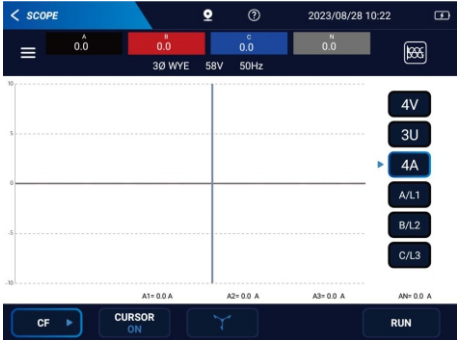 SCOPE 2023/08/28 10:22
A B C N
0.0 0.0 0.0 0.0
3Ø WYE 58V 50Hz
10
5
0
-5
-10
4V
3U
4A
A/L1
B/L2
C/L3
A1= 0.0 A A2= 0.0 A A3= 0.0 A AN= 0.0 A
CF CURSOR ON RUN